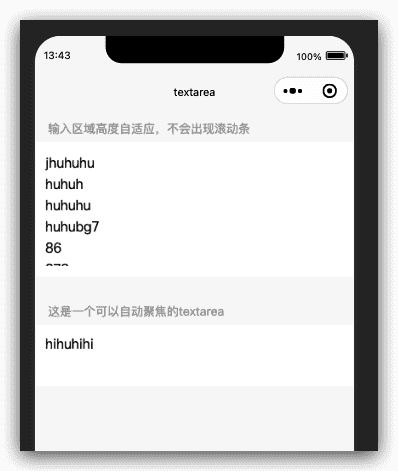 13:43
100%
textarea
输入区域高度自适应，不会出现滚动条
jhuhuhu
huhuh
huhuhu
huhubg7
86
这是一个可以自动聚焦的textarea
hihuhihi